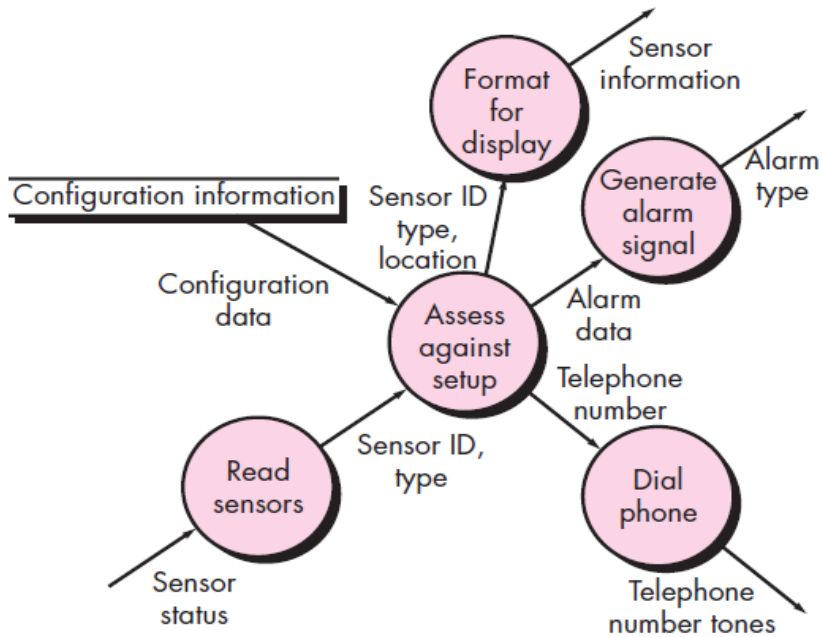 Format
for
display
Sensor
information
Generate
alarm
signal
Alarm
type
Configuration information
Sensor ID
type,
location
Configuration
data
Assess
against
setup
Alarm
data
Telephone
number
Read
sensors
Sensor ID,
type
Dial
phone
Sensor
status
Telephone
number tones